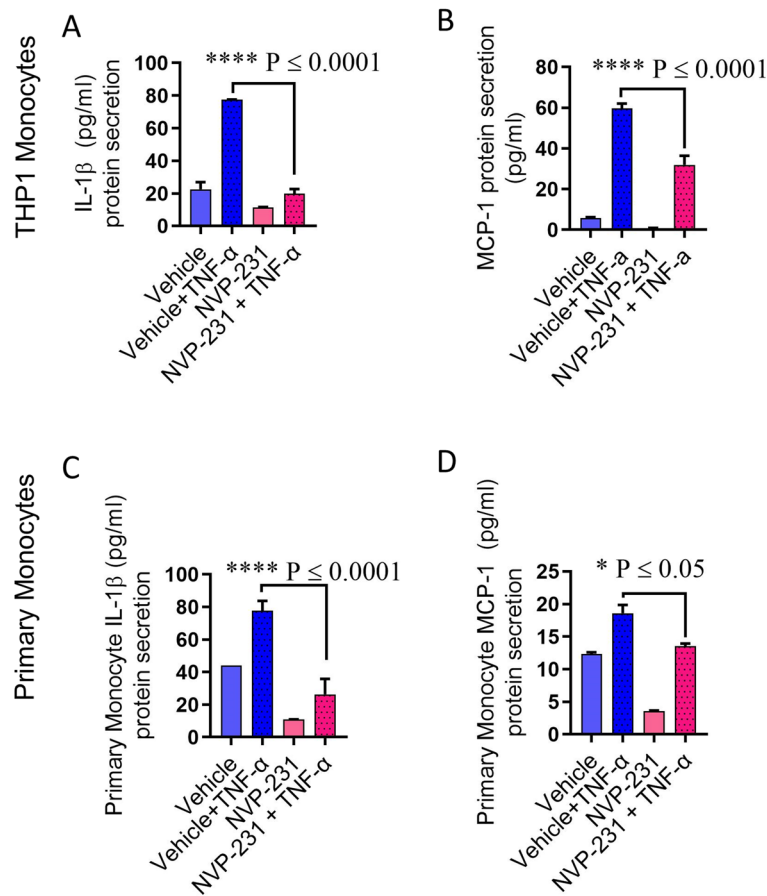 THP1 Monocytes
A
IL-1β (pg/ml)
protein secretion
100
80
60
40
20
0
**** P ≤ 0.0001
Vehicle
Vehicle+TNF-α
NVP-231
NVP-231 + TNF-α
B
MCP-1 protein secretion
(pg/ml)
80
60
40
20
0
**** P ≤ 0.0001
Vehicle
Vehicle+TNF-a
NVP-231
NVP-231 + TNF-a
Primary Monocytes
C
Primary Monocyte IL-1β (pg/ml)
protein secretion
100
80
60
40
20
0
**** P ≤ 0.0001
Vehicle
Vehicle+TNF-α
NVP-231
NVP-231 + TNF-α
D
Primary Monocyte MCP-1 (pg/ml)
protein secretion
25
20
15
10
5
0
* P ≤ 0.05
Vehicle
Vehicle+TNF-α
NVP-231
NVP-231 + TNF-α